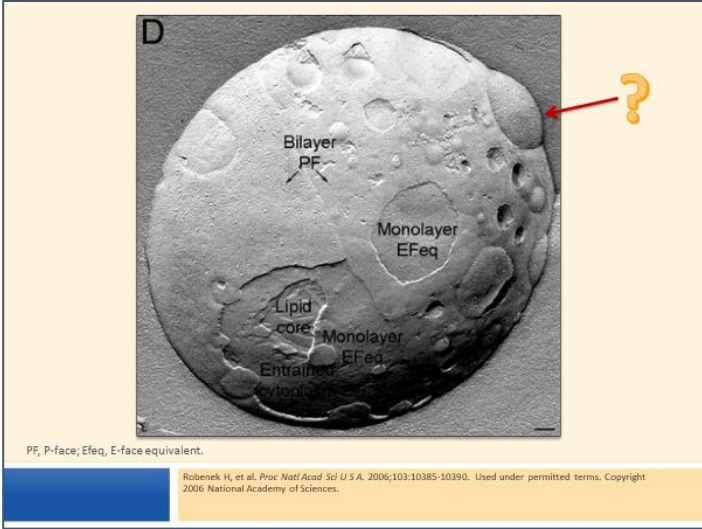 D
?
Bilayer
PF
Monolayer
EFeq
Lipid
core
Monolayer
EFeq
Entrained
cytoplasm
PF, P-face; Efeq, E-face equivalent.
Robenek H, et al. Proc Natl Acad Sci U S A. 2006;103:10385-10390. Used under permitted terms. Copyright
2006 National Academy of Sciences.